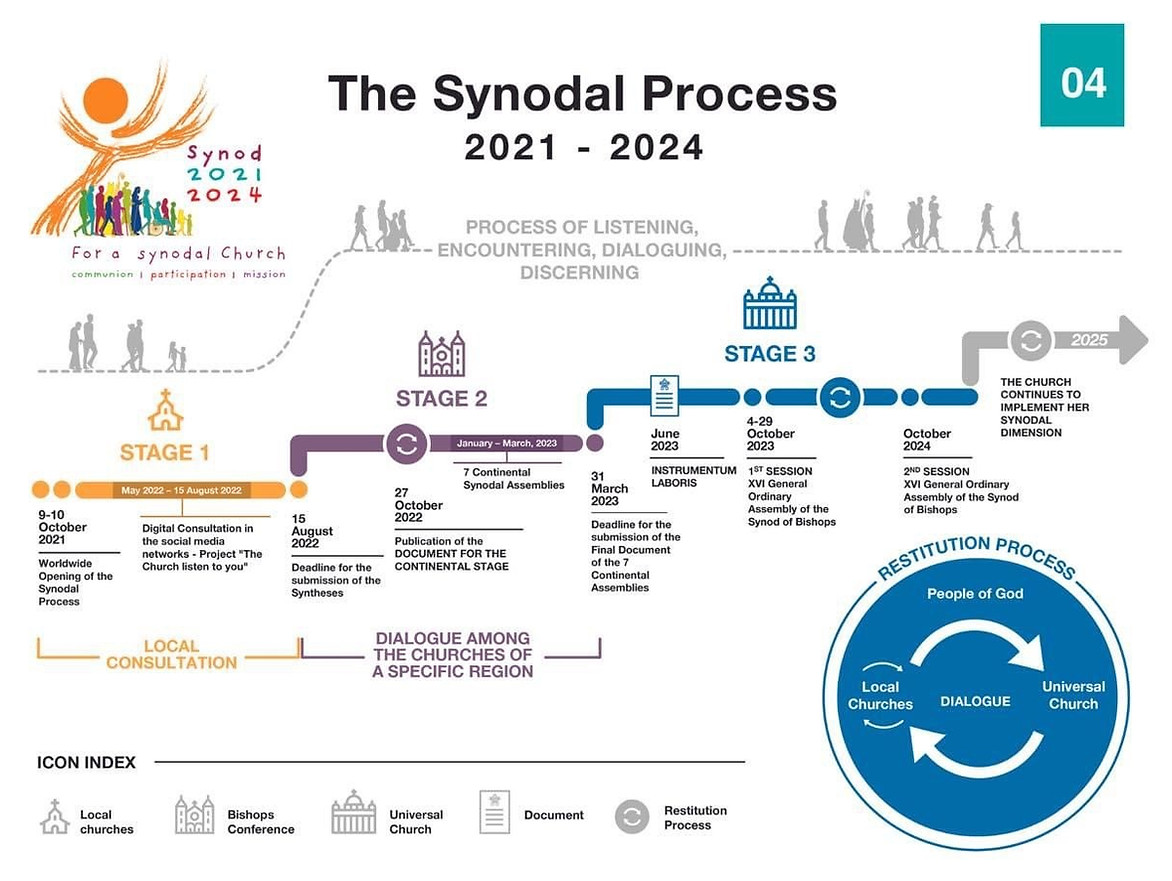 The Synodal Process
2021 - 2024
04
Synod
2021
2024
For a synodal Church
communion | participation | mission
PROCESS OF LISTENING,
ENCOUNTERING, DIALOGUING,
DISCERNING
STAGE 1
May 2022 – 15 August 2022
9-10
October
2021
Worldwide
Opening of the
Synodal
Process
Digital Consultation in
the social media
networks - Project "The
Church listen to you"
LOCAL
CONSULTATION
STAGE 2
January – March, 2023
15
August
2022
Deadline for the
submission of the
Syntheses
27
October
2022
Publication of the
DOCUMENT FOR THE
CONTINENTAL STAGE
7 Continental
Synodal Assemblies
DIALOGUE AMONG
THE CHURCHES OF
A SPECIFIC REGION
STAGE 3
31
March
2023
Deadline for the
submission of the
Final Document
of the 7
Continental
Assemblies
June
2023
INSTRUMENTUM
LABORIS
4-29
October
2023
1ST SESSION
XVI General
Ordinary
Assembly of the
Synod of Bishops
October
2024
2ND SESSION
XVI General Ordinary
Assembly of the Synod
of Bishops
2025
THE CHURCH
CONTINUES TO
IMPLEMENT HER
SYNODAL
DIMENSION
RESTITUTION PROCESS
People of God
Local
Churches
DIALOGUE
Universal
Church
ICON INDEX
Local
churches
Bishops
Conference
Universal
Church
Document
Restitution
Process